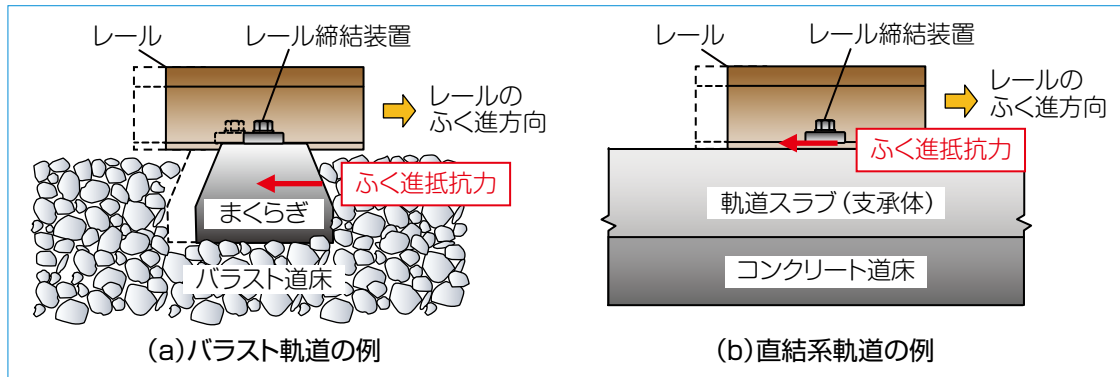 レール
レール締結装置
レールの
ふく進方向
ふく進抵抗力
まくらぎ
バラスト道床
(a)バラスト軌道の例
レール
レール締結装置
レールの
ふく進方向
ふく進抵抗力
軌道スラブ(支承体)
コンクリート道床
(b)直結系軌道の例